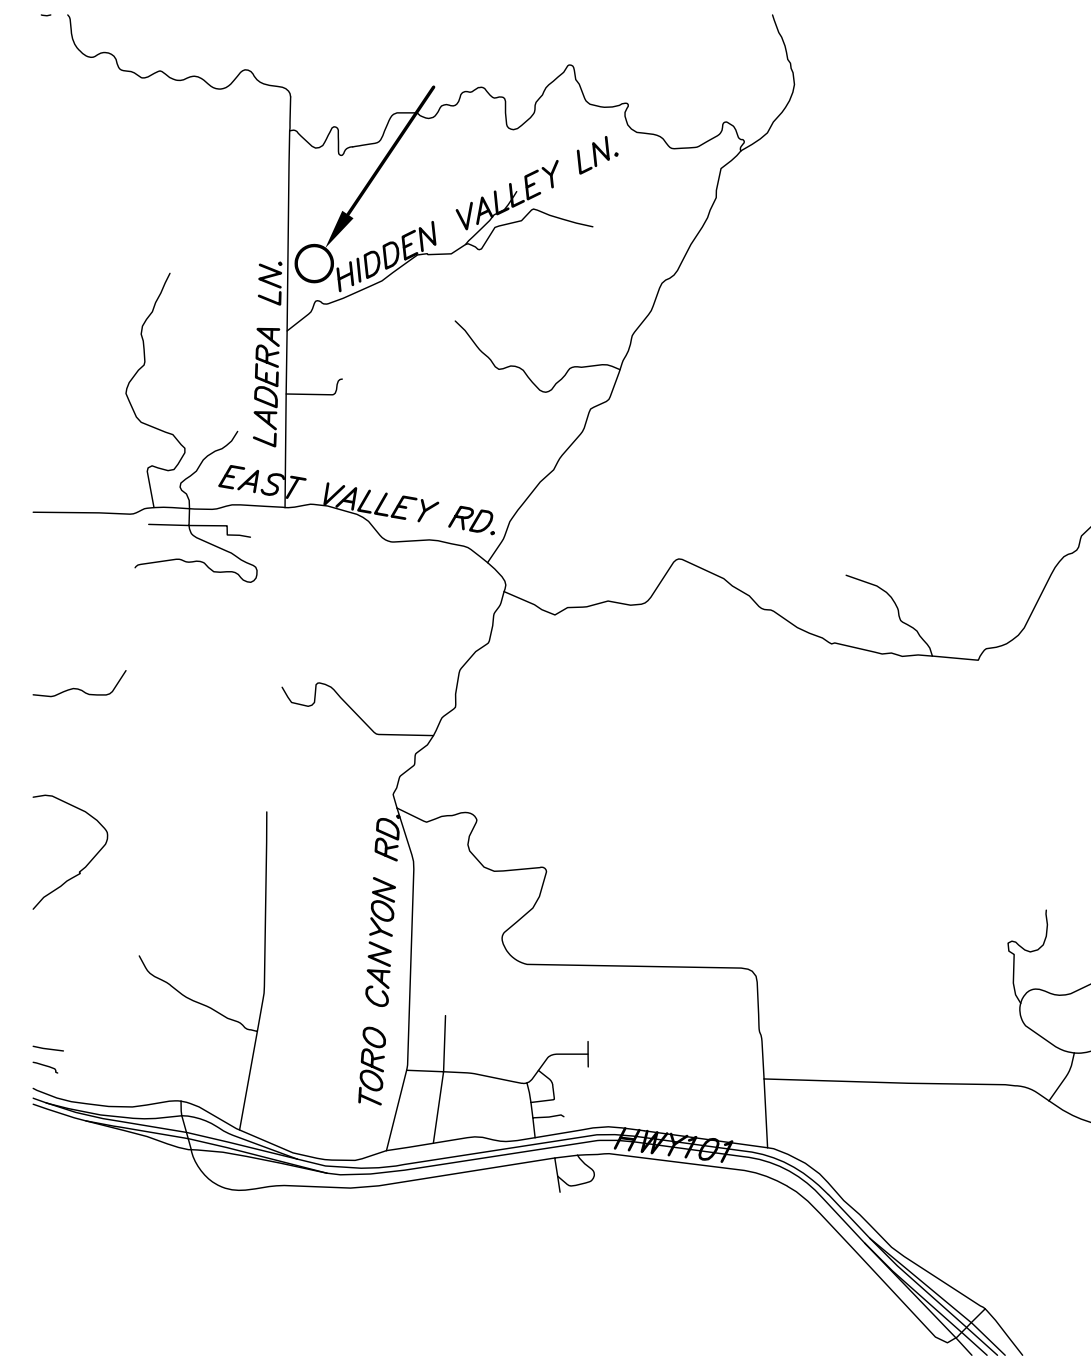 HIDDEN VALLEY LN.
LADERA LN.
EAST VALLEY RD.
TORO CANYON RD.
HWY101